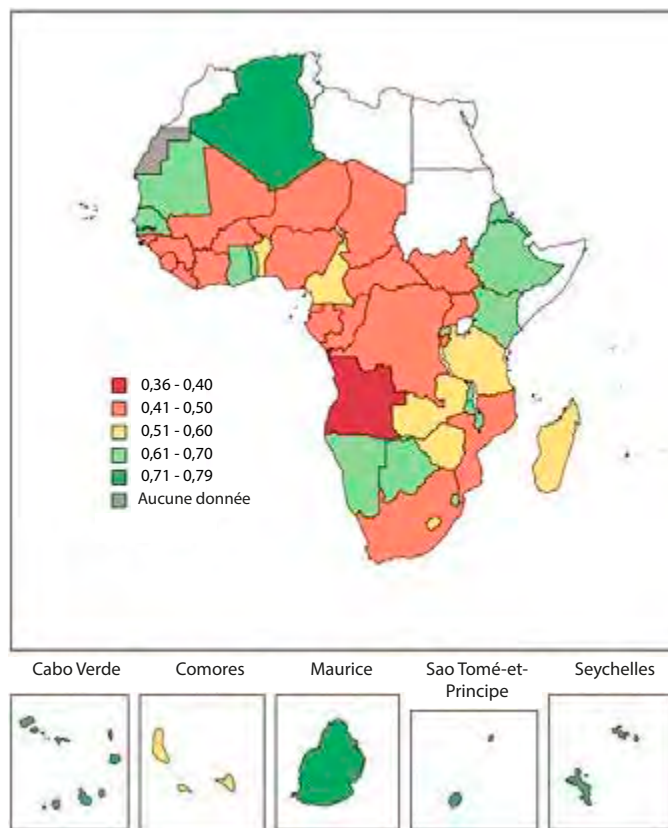 0,36 - 0,40
0,41 - 0,50
0,51 - 0,60
0,61 - 0,70
0,71 - 0,79
Aucune donnée
Cabo Verde
Comores
Maurice
Sao Tomé-et-
Principe
Seychelles